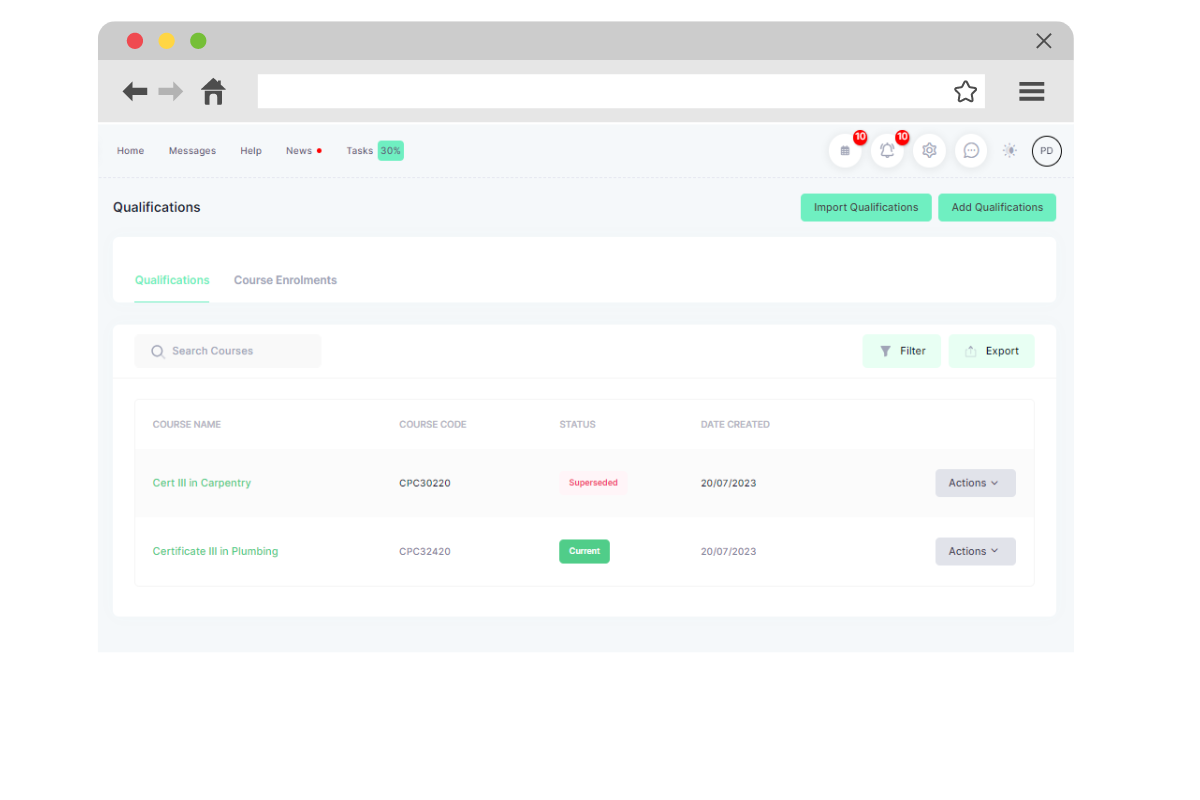 Home Messages Help News Tasks 30% 10 10 PD
Qualifications Import Qualifications Add Qualifications
Qualifications Course Enrolments
Search Courses Filter Export
COURSE NAME COURSE CODE STATUS DATE CREATED
Cert III in Carpentry CPC30220 Superseded 20/07/2023 Actions
Certificate III in Plumbing CPC32420 Current 20/07/2023 Actions